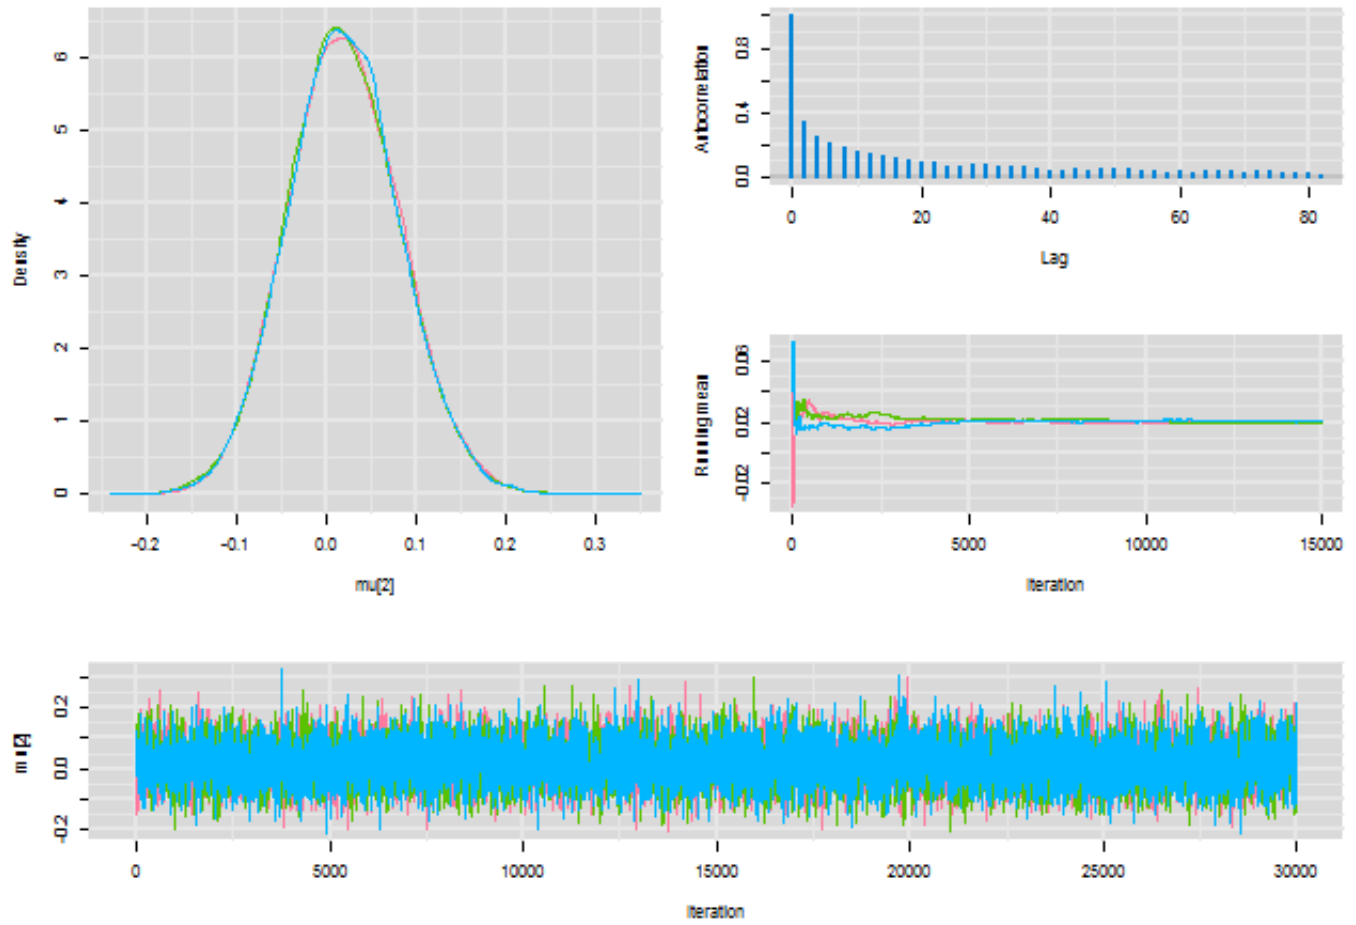 Density
6
5
4
3
2
1
0
-0.2 -0.1 0.0 0.1 0.2 0.3
mu[2]
Autocorrelation
0.8
0.4
0.0
0 20 40 60 80
Lag
Running mean
0.06
0.02
-0.02
0 5000 10000 15000
Iteration
mu[2]
0.2
0.0
-0.2
0 5000 10000 15000 20000 25000 30000
Iteration